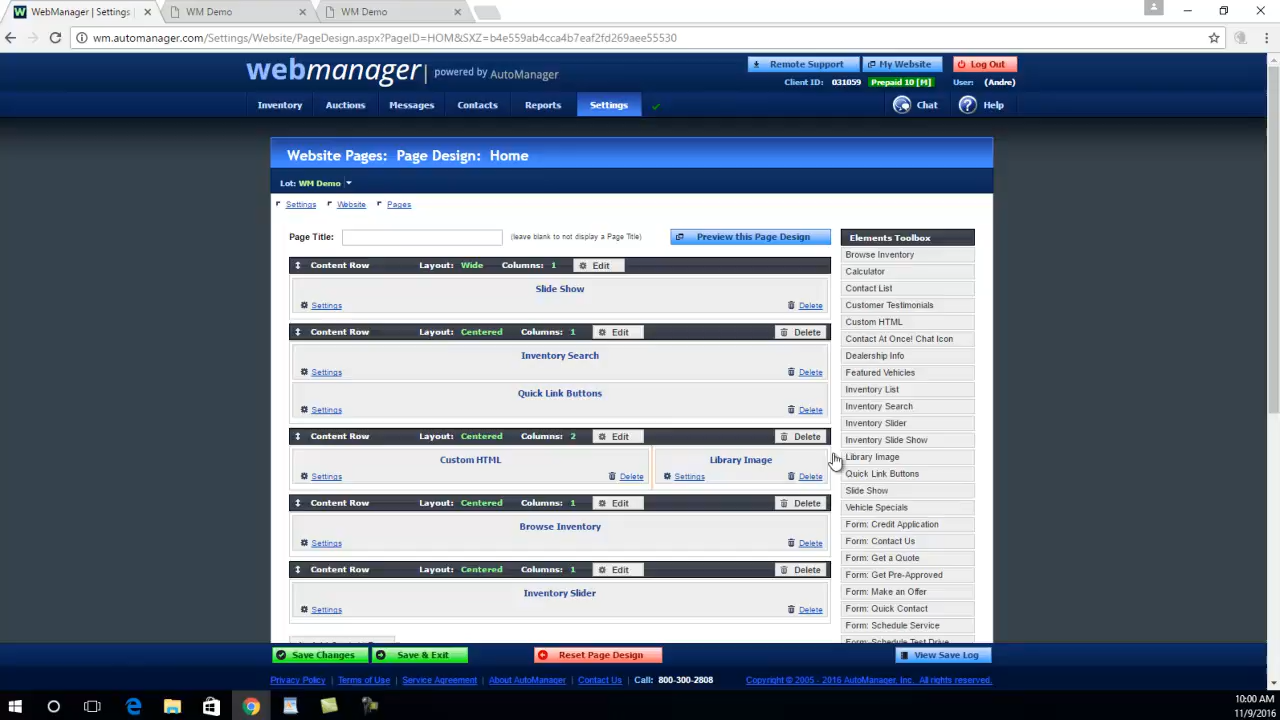 WebManager | Settings
WM Demo
WM Demo
wm.automanager.com/Settings/Website/PageDesign.aspx?PageID=HOM&SXZ=b4e559ab4cca4b7eaf2fd269aee55530
webmanager powered by AutoManager
Remote Support
My Website
Log Out
Client ID: 031059 Prepaid 10 [M] User: (Andre)
Inventory
Auctions
Messages
Contacts
Reports
Settings
Chat
Help
Website Pages: Page Design: Home
Lot: WM Demo
Settings
Website
Pages
Page Title:
(leave blank to not display a Page Title)
Preview this Page Design
Content Row Layout: Wide Columns: 1 Edit
Slide Show
Settings Delete
Content Row Layout: Centered Columns: 1 Edit Delete
Inventory Search
Settings Delete
Quick Link Buttons
Settings Delete
Content Row Layout: Centered Columns: 2 Edit Delete
Custom HTML
Settings Delete
Library Image
Settings Delete
Content Row Layout: Centered Columns: 1 Edit Delete
Browse Inventory
Settings Delete
Content Row Layout: Centered Columns: 1 Edit Delete
Inventory Slider
Settings Delete
Elements Toolbox
Browse Inventory
Calculator
Contact List
Customer Testimonials
Custom HTML
Contact At Once! Chat Icon
Dealership Info
Featured Vehicles
Inventory List
Inventory Search
Inventory Slider
Inventory Slide Show
Library Image
Quick Link Buttons
Slide Show
Vehicle Specials
Form: Credit Application
Form: Contact Us
Form: Get a Quote
Form: Get Pre-Approved
Form: Make an Offer
Form: Quick Contact
Form: Schedule Service
Form: Schedule Test Drive
Save Changes
Save & Exit
Reset Page Design
View Save Log
Privacy Policy | Terms of Use | Service Agreement | About AutoManager | Contact Us | Call: 800-300-2808
Copyright © 2005 - 2016 AutoManager, Inc. All rights reserved.
10:00 AM
11/9/2016